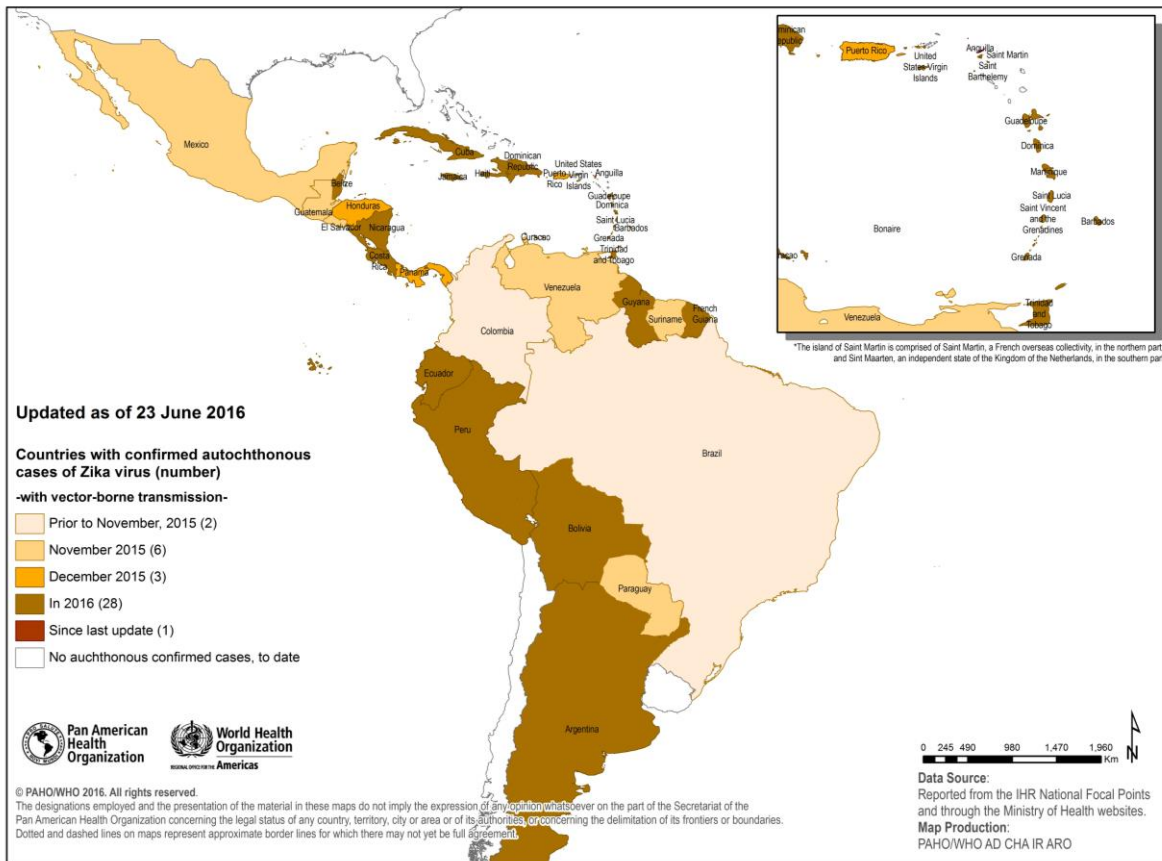 Mexico
Belize
Guatemala
Honduras
El Salvador
Nicaragua
Costa
Rica
Panama
Cuba
Jamaica
Haiti
Dominican
Republic
Puerto
Rico
United States
Virgin
Islands
Anguilla
Guadeloupe
Dominica
Saint Lucia
Barbados
Grenada
Trinidad
and Tobago
Curacao
Venezuela
Colombia
Guyana
Suriname
French
Guiana
Ecuador
Peru
Brazil
Bolivia
Paraguay
Argentina
minican
epublic
Puerto Rico
United
States Virgin
Islands
Anguilla
Saint Martin
Saint
Barthelemy
Guadeloupe
Dominica
Martinique
Saint Lucia
Saint Vincent
and the
Grenadines
Barbados
Bonaire
Grenada
racao
Venezuela
Trinidad
and
Tobago
*The island of Saint Martin is comprised of Saint Martin, a French overseas collectivity, in the northern part
and Sint Maarten, an independent state of the Kingdom of the Netherlands, in the southern part
Updated as of 23 June 2016
Countries with confirmed autochthonous
cases of Zika virus (number)
-with vector-borne transmission-
Prior to November, 2015 (2)
November 2015 (6)
December 2015 (3)
In 2016 (28)
Since last update (1)
No auchthonous confirmed cases, to date
Pan American
Health
Organization
World Health
Organization
REGIONAL OFFICE FOR THE Americas
© PAHO/WHO 2016. All rights reserved.
The designations employed and the presentation of the material in these maps do not imply the expression of any opinion whatsoever on the part of the Secretariat of the
Pan American Health Organization concerning the legal status of any country, territory, city or area or of its authorities, or concerning the delimitation of its frontiers or boundaries.
Dotted and dashed lines on maps represent approximate border lines for which there may not yet be full agreement.
0 245 490 980 1,470 1,960
Km
N
Data Source:
Reported from the IHR National Focal Points
and through the Ministry of Health websites.
Map Production:
PAHO/WHO AD CHA IR ARO